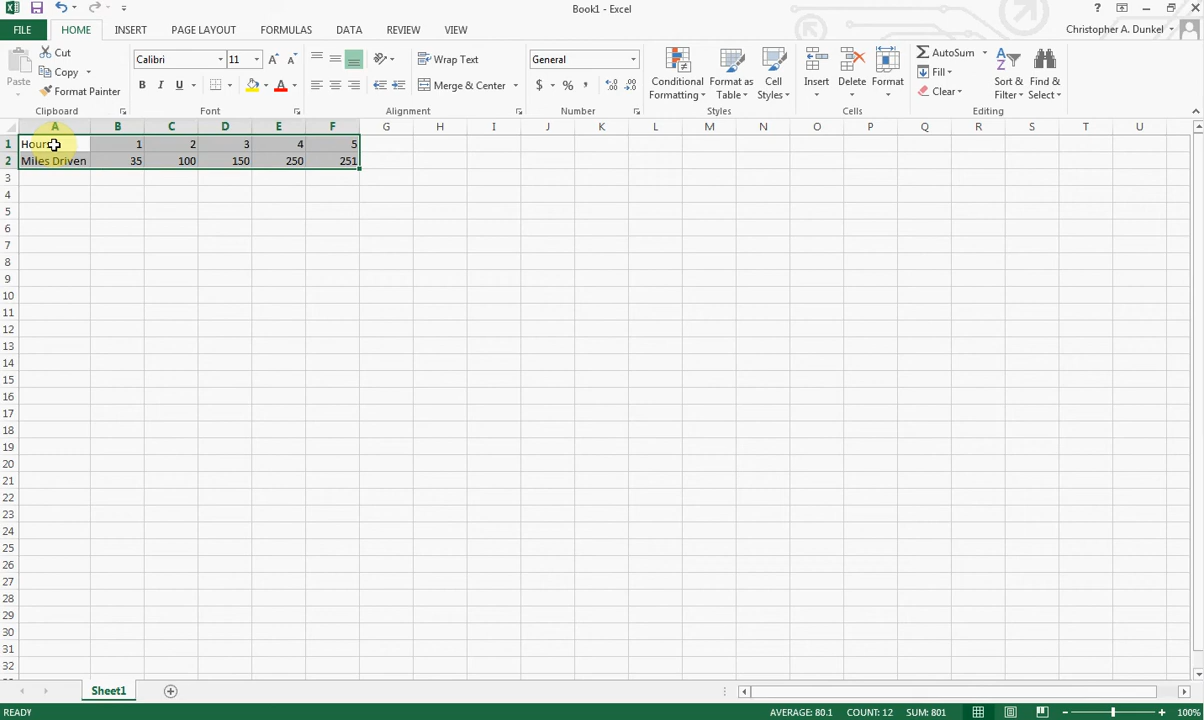 Book1 - Excel
FILE HOME INSERT PAGE LAYOUT FORMULAS DATA REVIEW VIEW Christopher A. Dunkel
Paste Cut Copy Format Painter Clipboard
Calibri 11 B I U A A A Font
Wrap Text Merge & Center Alignment
General $ % , Number
Conditional Formatting Format as Table Cell Styles Styles
Insert Delete Format Cells
AutoSum Fill Clear Sort & Filter Find & Select Editing
A B C D E F G H I J K L M N O P Q R S T U
1 Hours 1 2 3 4 5
2 Miles Driven 35 100 150 250 251
3
4
5
6
7
8
9
10
11
12
13
14
15
16
17
18
19
20
21
22
23
24
25
26
27
28
29
30
31
32
Sheet1
READY AVERAGE: 80.1 COUNT: 12 SUM: 801 100%